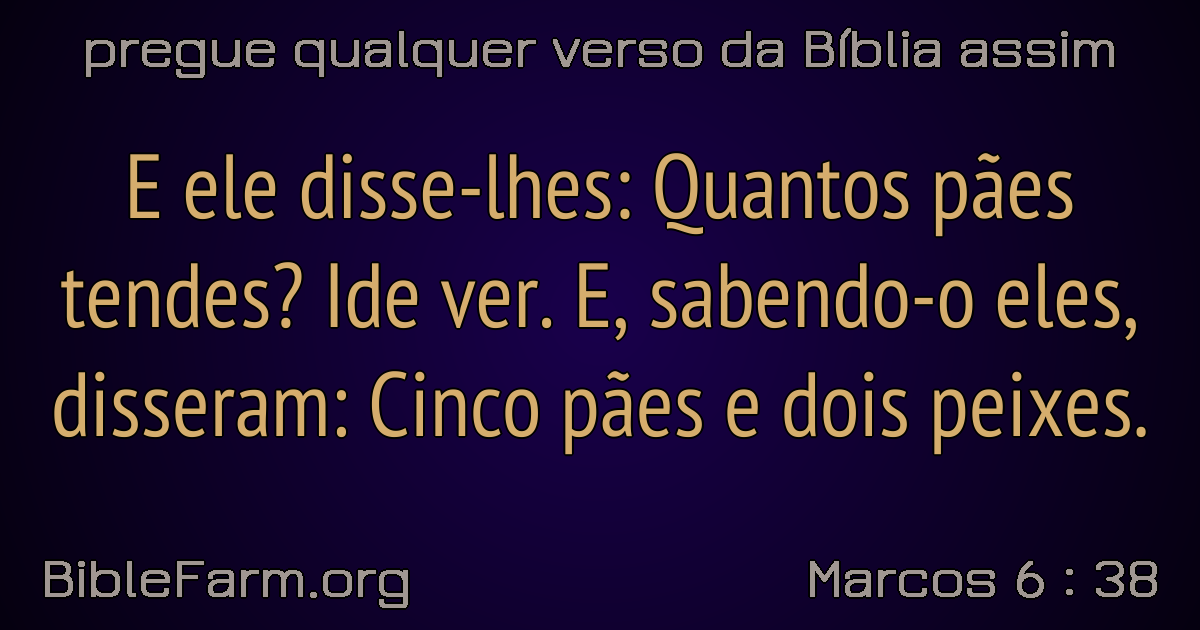 pregue qualquer verso da Bíblia assim
E ele disse-lhes: Quantos pães
tendes? Ide ver. E, sabendo-o eles,
disseram: Cinco pães e dois peixes.
BibleFarm.org
Marcos 6 : 38